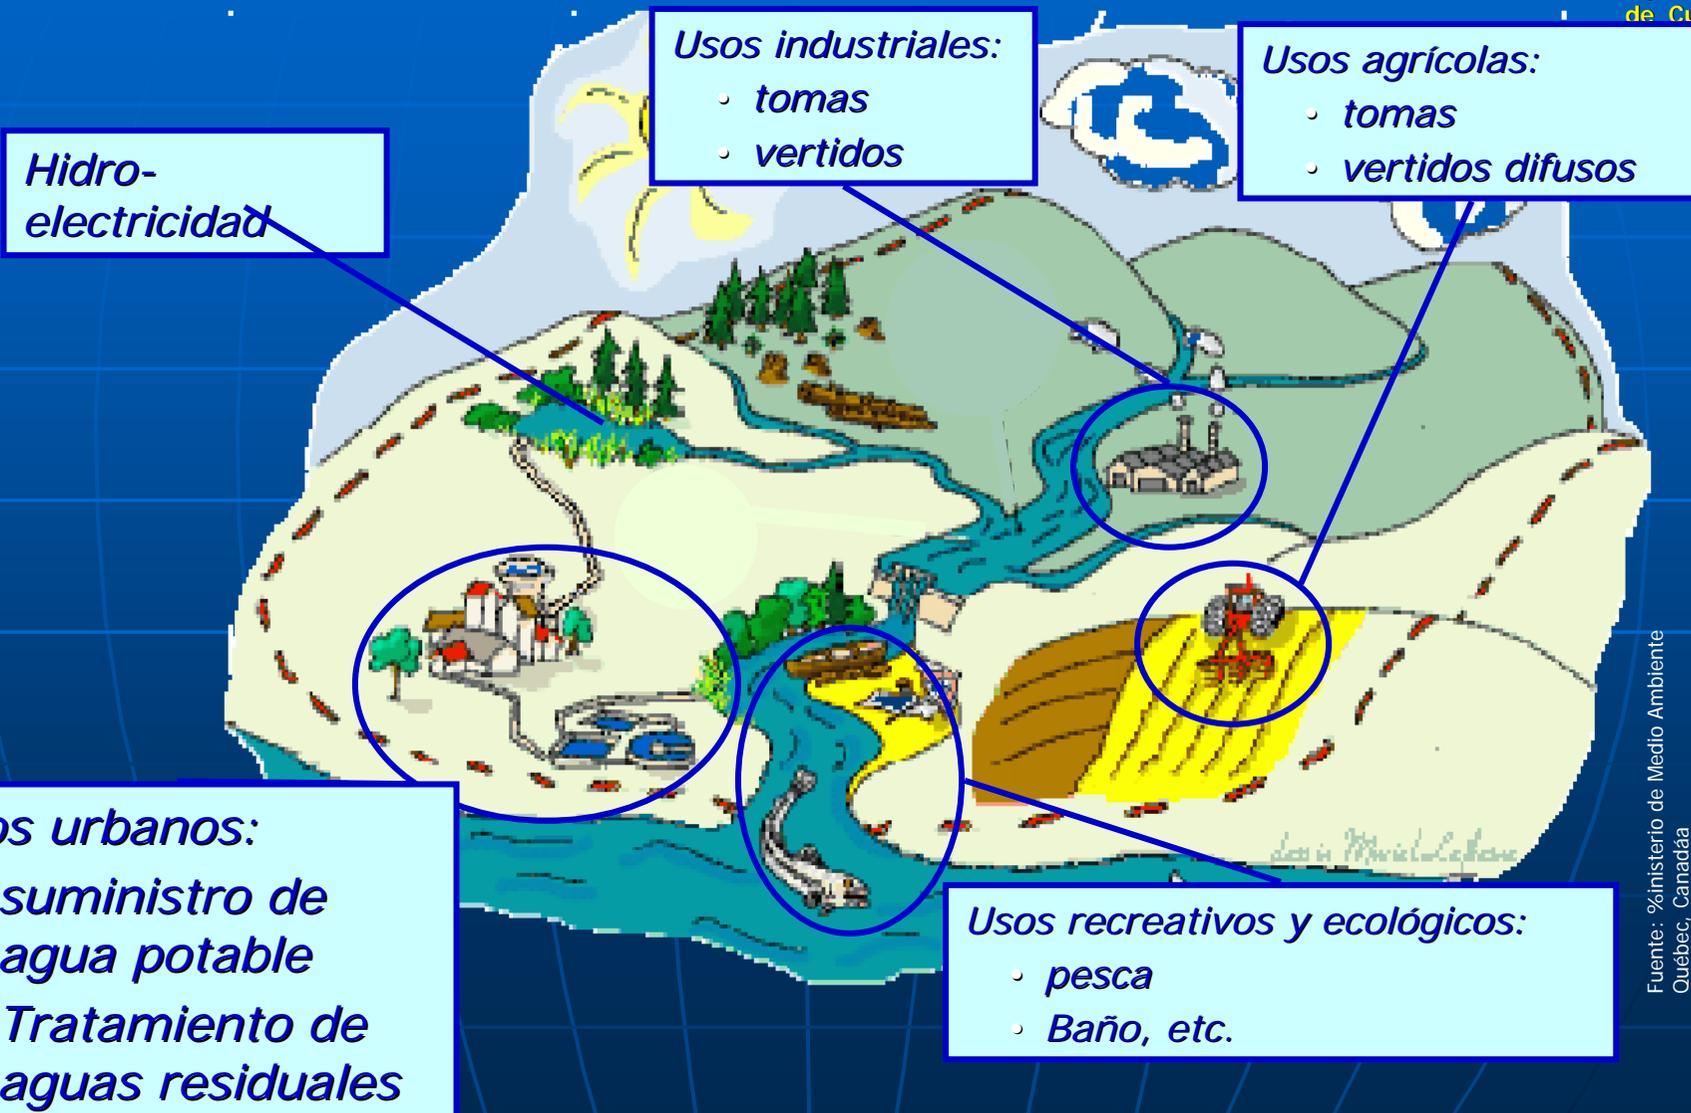 de Cu
Usos industriales:
• tomas
• vertidos
Usos agrícolas:
• tomas
• vertidos difusos
Hidro-
electricidad
os urbanos:
suministro de
agua potable
Tratamiento de
aguas residuales
Usos recreativos y ecológicos:
• pesca
• Baño, etc.
Fuente: %inisterio de Medio Ambiente
Québec, Canadáa